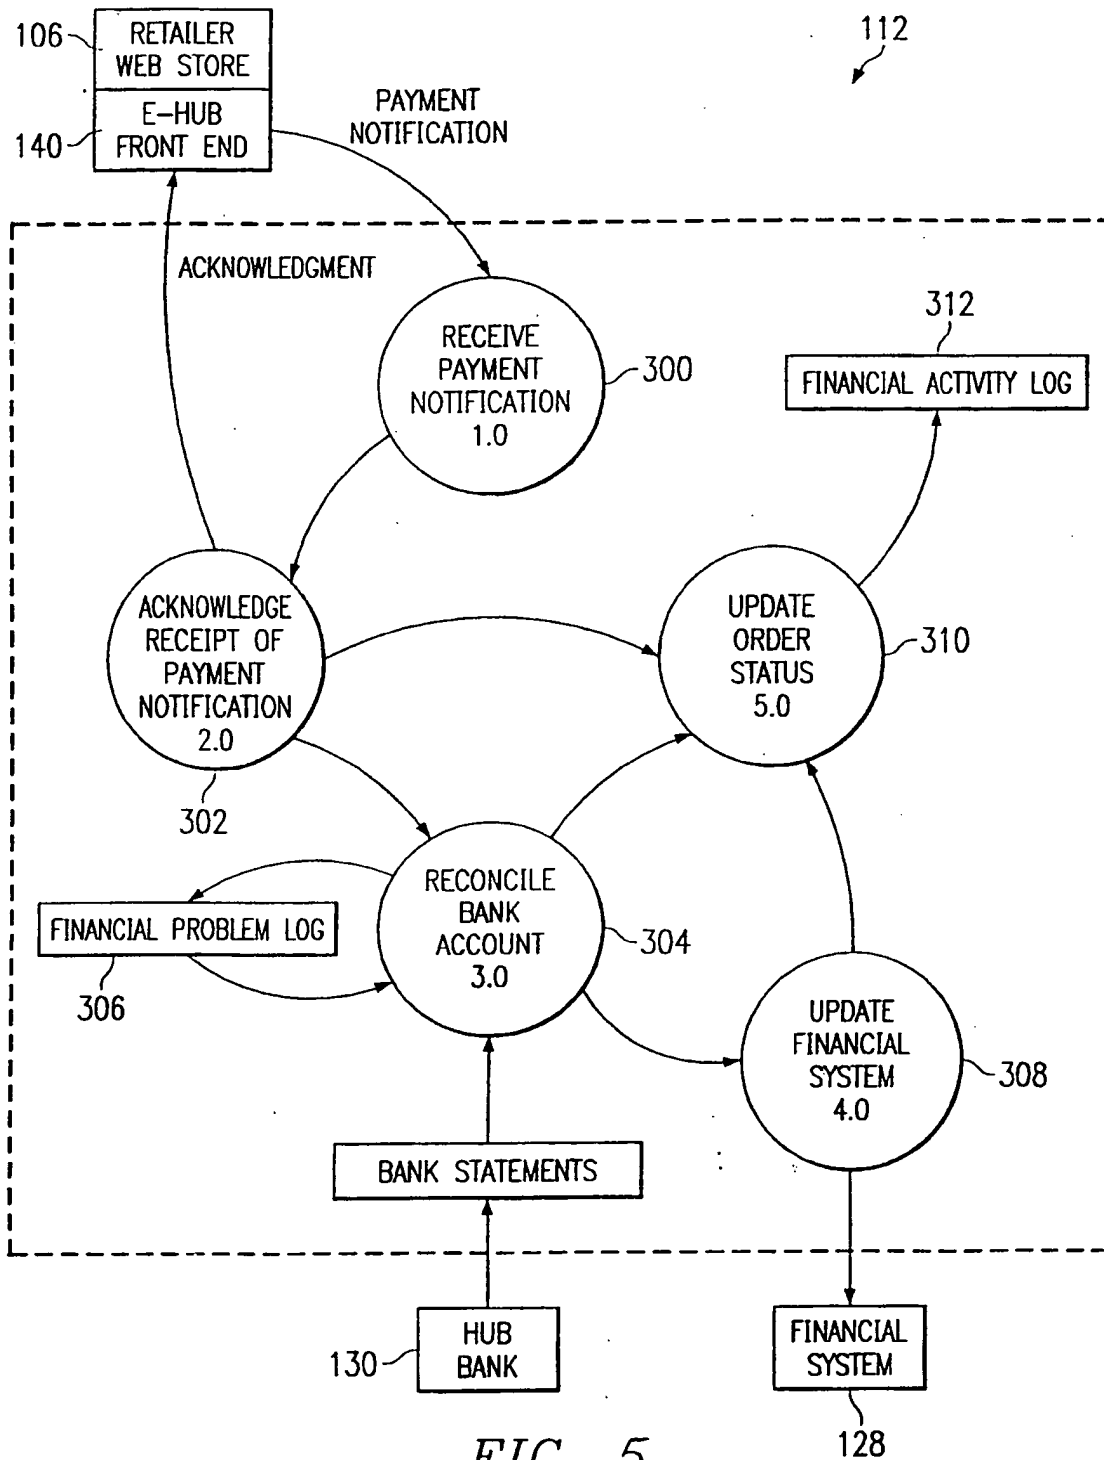 106
RETAILER
WEB STORE
112
140
E-HUB
FRONT END
PAYMENT
NOTIFICATION
ACKNOWLEDGMENT
RECEIVE
PAYMENT
NOTIFICATION
1.0
300
312
FINANCIAL ACTIVITY LOG
ACKNOWLEDGE
RECEIPT OF
PAYMENT
NOTIFICATION
2.0
302
UPDATE
ORDER
STATUS
5.0
310
FINANCIAL PROBLEM LOG
306
RECONCILE
BANK
ACCOUNT
3.0
304
UPDATE
FINANCIAL
SYSTEM
4.0
308
BANK STATEMENTS
130
HUB
BANK
FINANCIAL
SYSTEM
128
FIG. 5